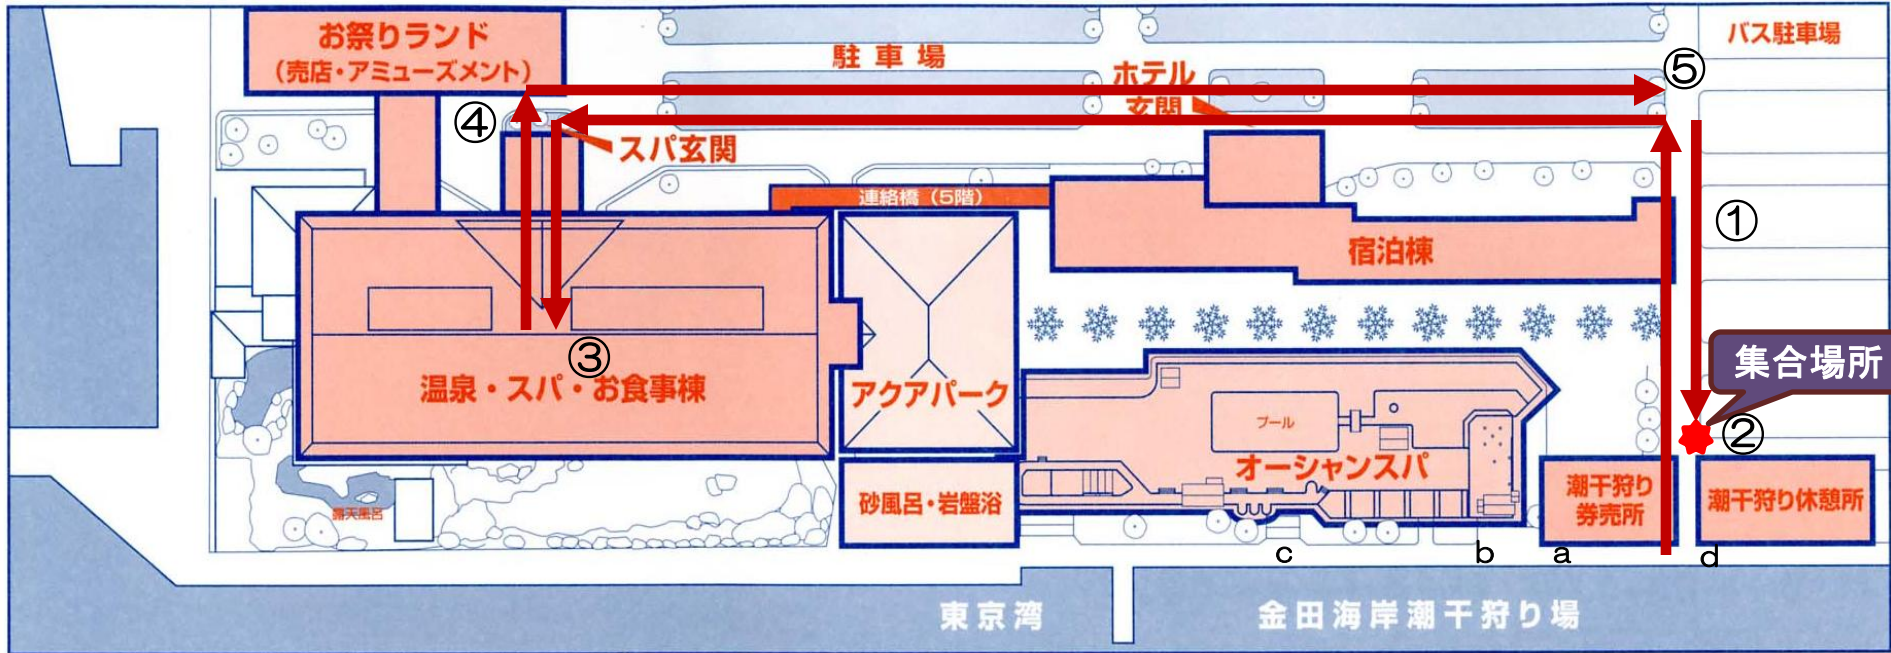 お祭りランド
（売店・アミューズメント）
駐車場
ホテル
玄関
バス駐車場
⑤
④
スパ玄関
連絡橋（5階）
①
宿泊棟
③
温泉・スパ・お食事棟
アクアパーク
プール
オーシャンスパ
集合場所
②
露天風呂
砂風呂・岩盤浴
潮干狩り
券売所
潮干狩り休憩所
c
b
a
d
東京湾
金田海岸潮干狩り場